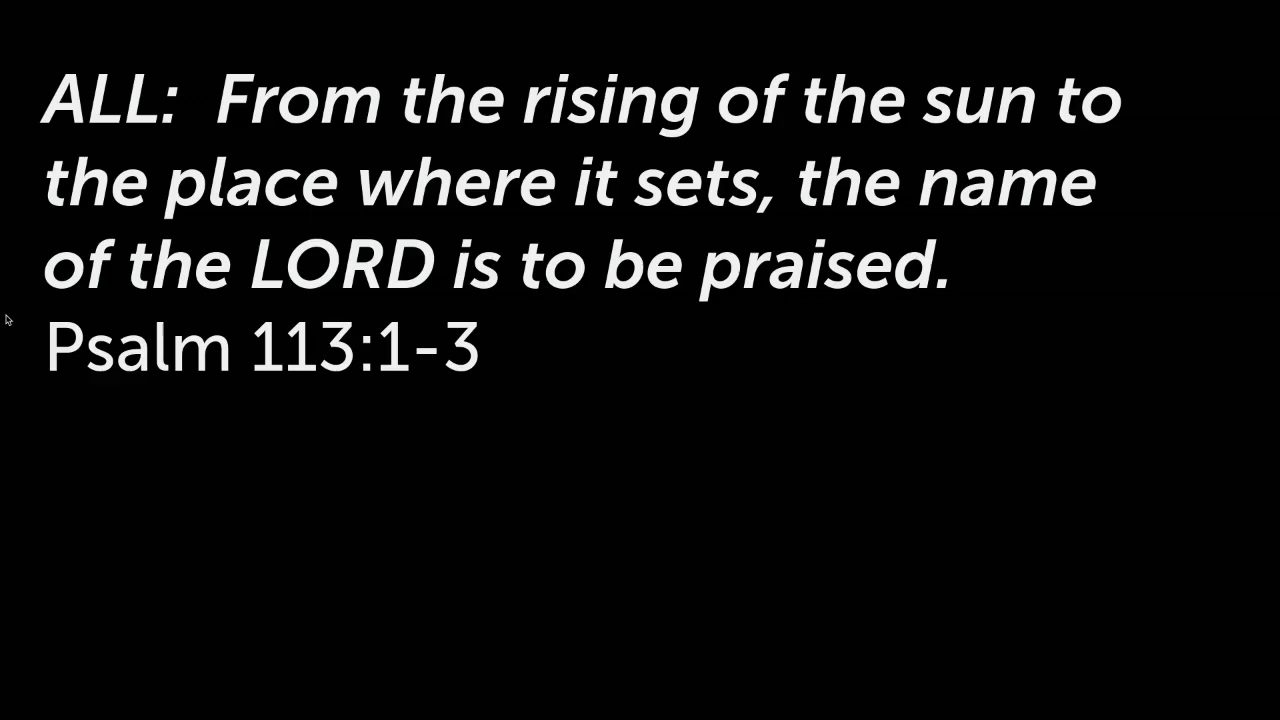 ALL:  From the rising of the sun to
the place where it sets, the name
of the LORD is to be praised.
Psalm 113:1-3